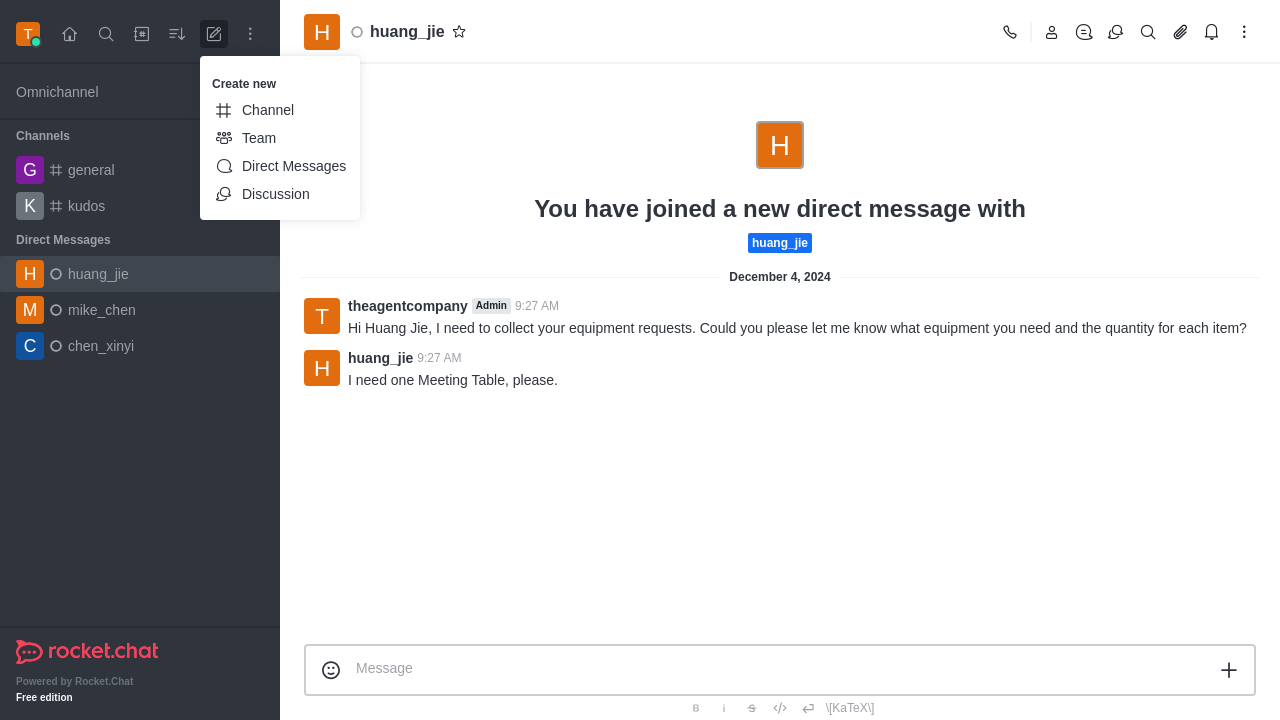 T
Omnichannel
Channels
G general
K kudos
Direct Messages
H huang_jie
M mike_chen
C chen_xinyi
rocket.chat
Powered by Rocket.Chat
Free edition
Create new
Channel
Team
Direct Messages
Discussion
H huang_jie
H
You have joined a new direct message with
huang_jie
December 4, 2024
T theagentcompany Admin 9:27 AM
Hi Huang Jie, I need to collect your equipment requests. Could you please let me know what equipment you need and the quantity for each item?
H huang_jie 9:27 AM
I need one Meeting Table, please.
Message
B i S </> \[KaTeX\]